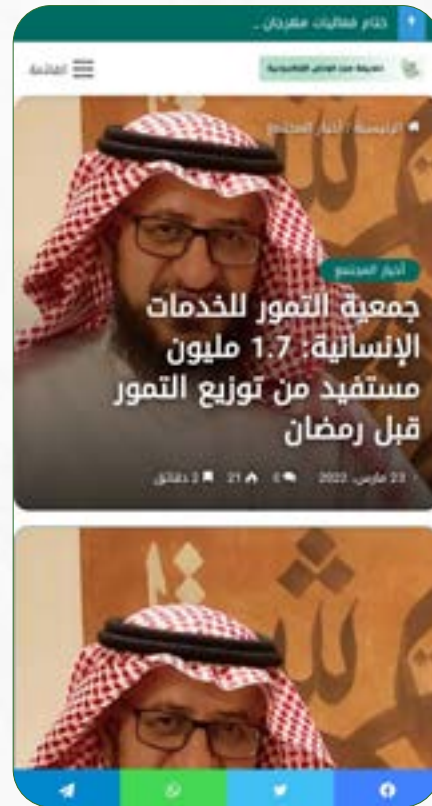 ختام فعاليات مهرجان ..
القائمة
الرئيسية / أخبار المجتمع
أخبار المجتمع
جمعية التمور للخدمات
الإنسانية: 1.7 مليون
مستفيد من توزيع التمور
قبل رمضان
23 مارس، 2022 0 21 2 دقائق